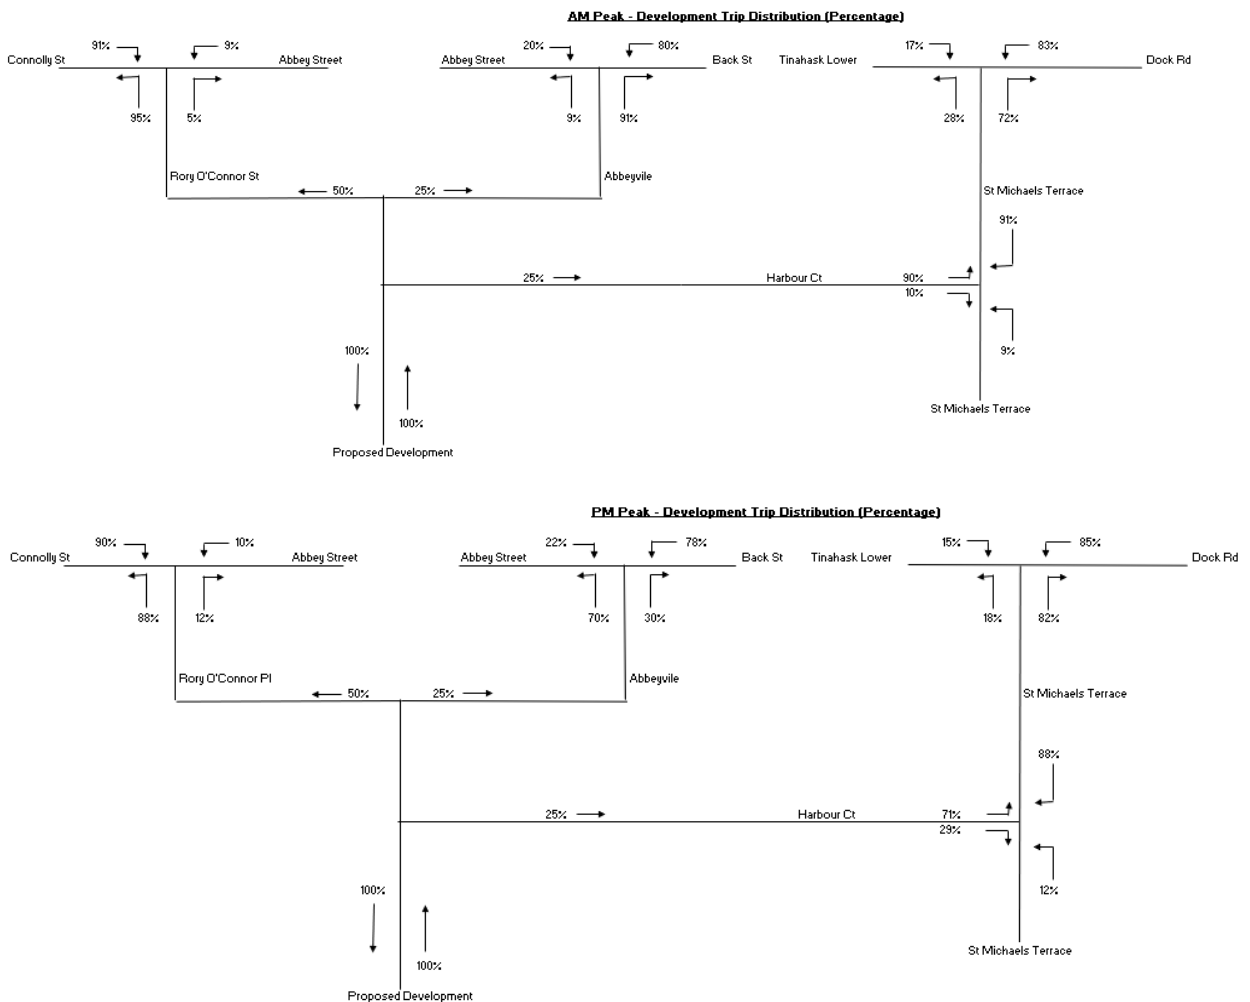 AM Peak - Development Trip Distribution (Percentage)
91% 9% 20% 80% 17% 83%
Connolly St Abbey Street Abbey Street Back St Tinahask Lower Dock Rd
95% 5% 9% 91% 28% 72%
Rory O'Connor St Abbeyvile
50% 25% St Michaels Terrace
91%
25% Harbour Ct 90%
10%
100% 9%
100% St Michaels Terrace
Proposed Development
PM Peak - Development Trip Distribution (Percentage)
90% 10% 22% 78% 15% 85%
Connolly St Abbey Street Abbey Street Back St Tinahask Lower Dock Rd
88% 12% 70% 30% 18% 82%
Rory O'Connor Pl Abbeyvile
50% 25% St Michaels Terrace
88%
25% Harbour Ct 71%
29%
100% 12%
St Michaels Terrace
100%
Proposed Development